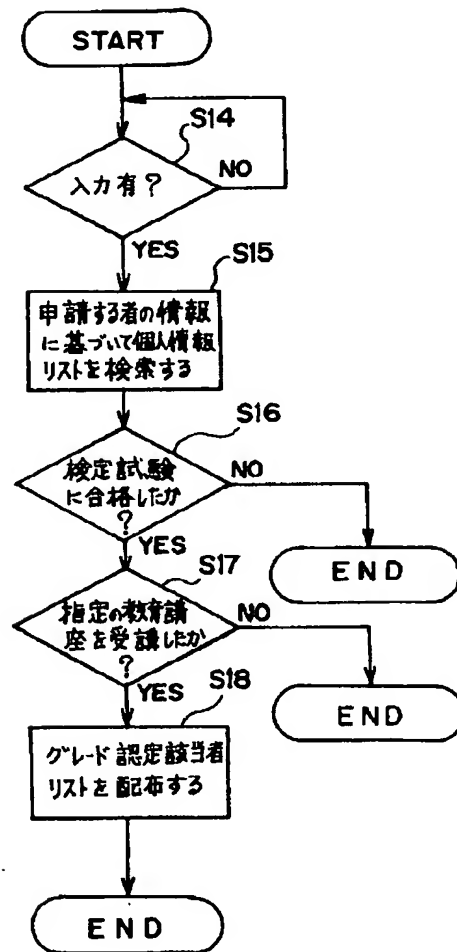 START
S14
入力有?
NO
YES
S15
申請する者の情報
に基づいて個人情報
リストを検索する
S16
検定試験
に合格したか
?
NO
YES
END
S17
指定の教育講
座を受講したか
?
NO
YES
END
S18
グレード認定該当者
リストを配布する
END